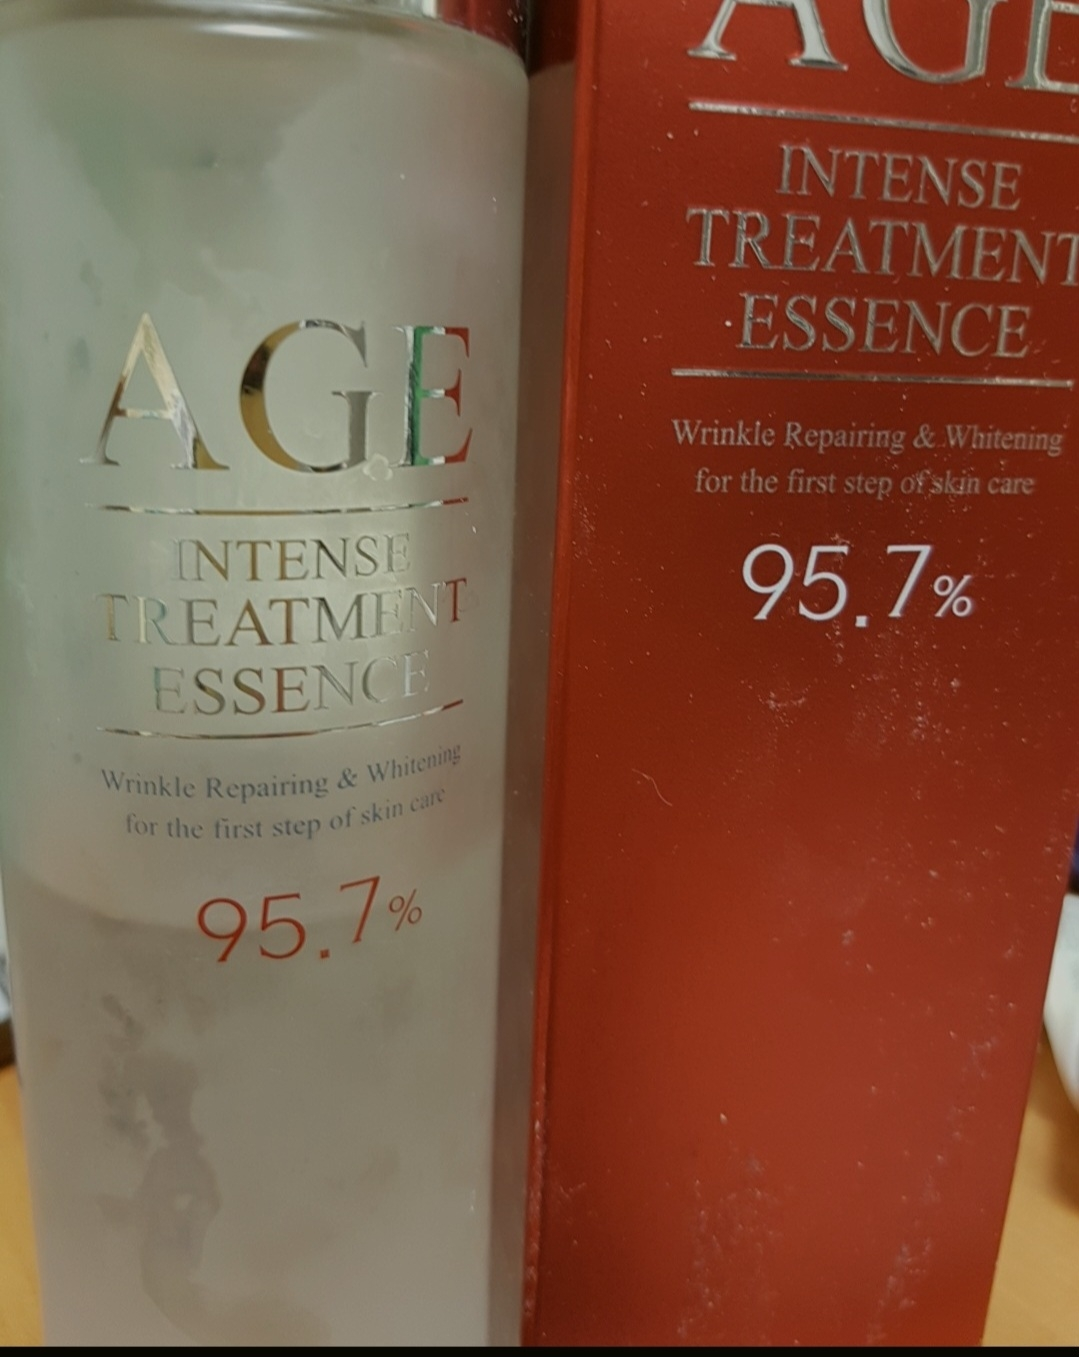 AGE
INTENSE
TREATMENT
ESSENCE
Wrinkle Repairing & Whitening
for the first step of skin care
95.7%
AGE
INTENSE
TREATMENT
ESSENCE
Wrinkle Repairing & Whitening
for the first step of skin care
95.7%